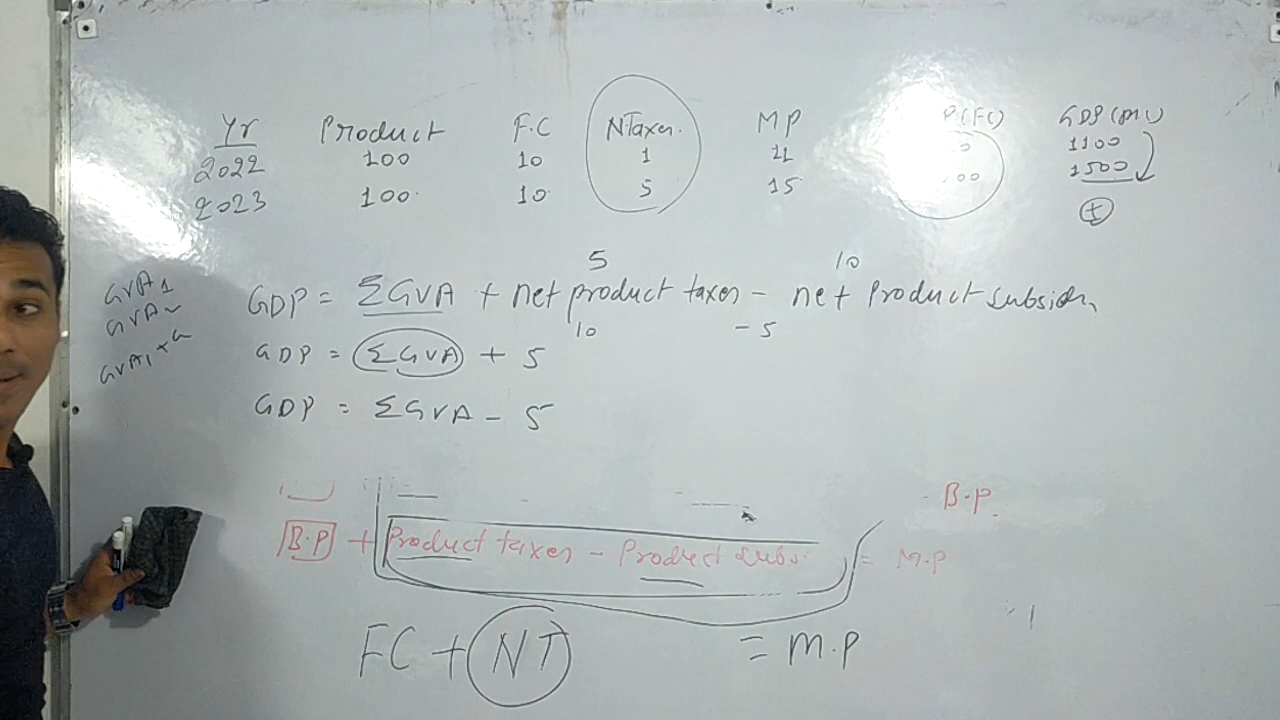 Yr Product F.C NTaxes. MP P(FC) GDP(MP)
2022 100 10 1 11 1100
2023 100 10 5 15 00 1500
+
5 10
GVA1 GDP = ΣGVA + net product taxes - net Product subsidies
GVA2 10 - 5
GVA1 + G GDP = ΣGVA + 5
GDP = ΣGVA - 5
B.P.
B.P + Product taxes - Product subs. = M.P
FC + NT = M.P